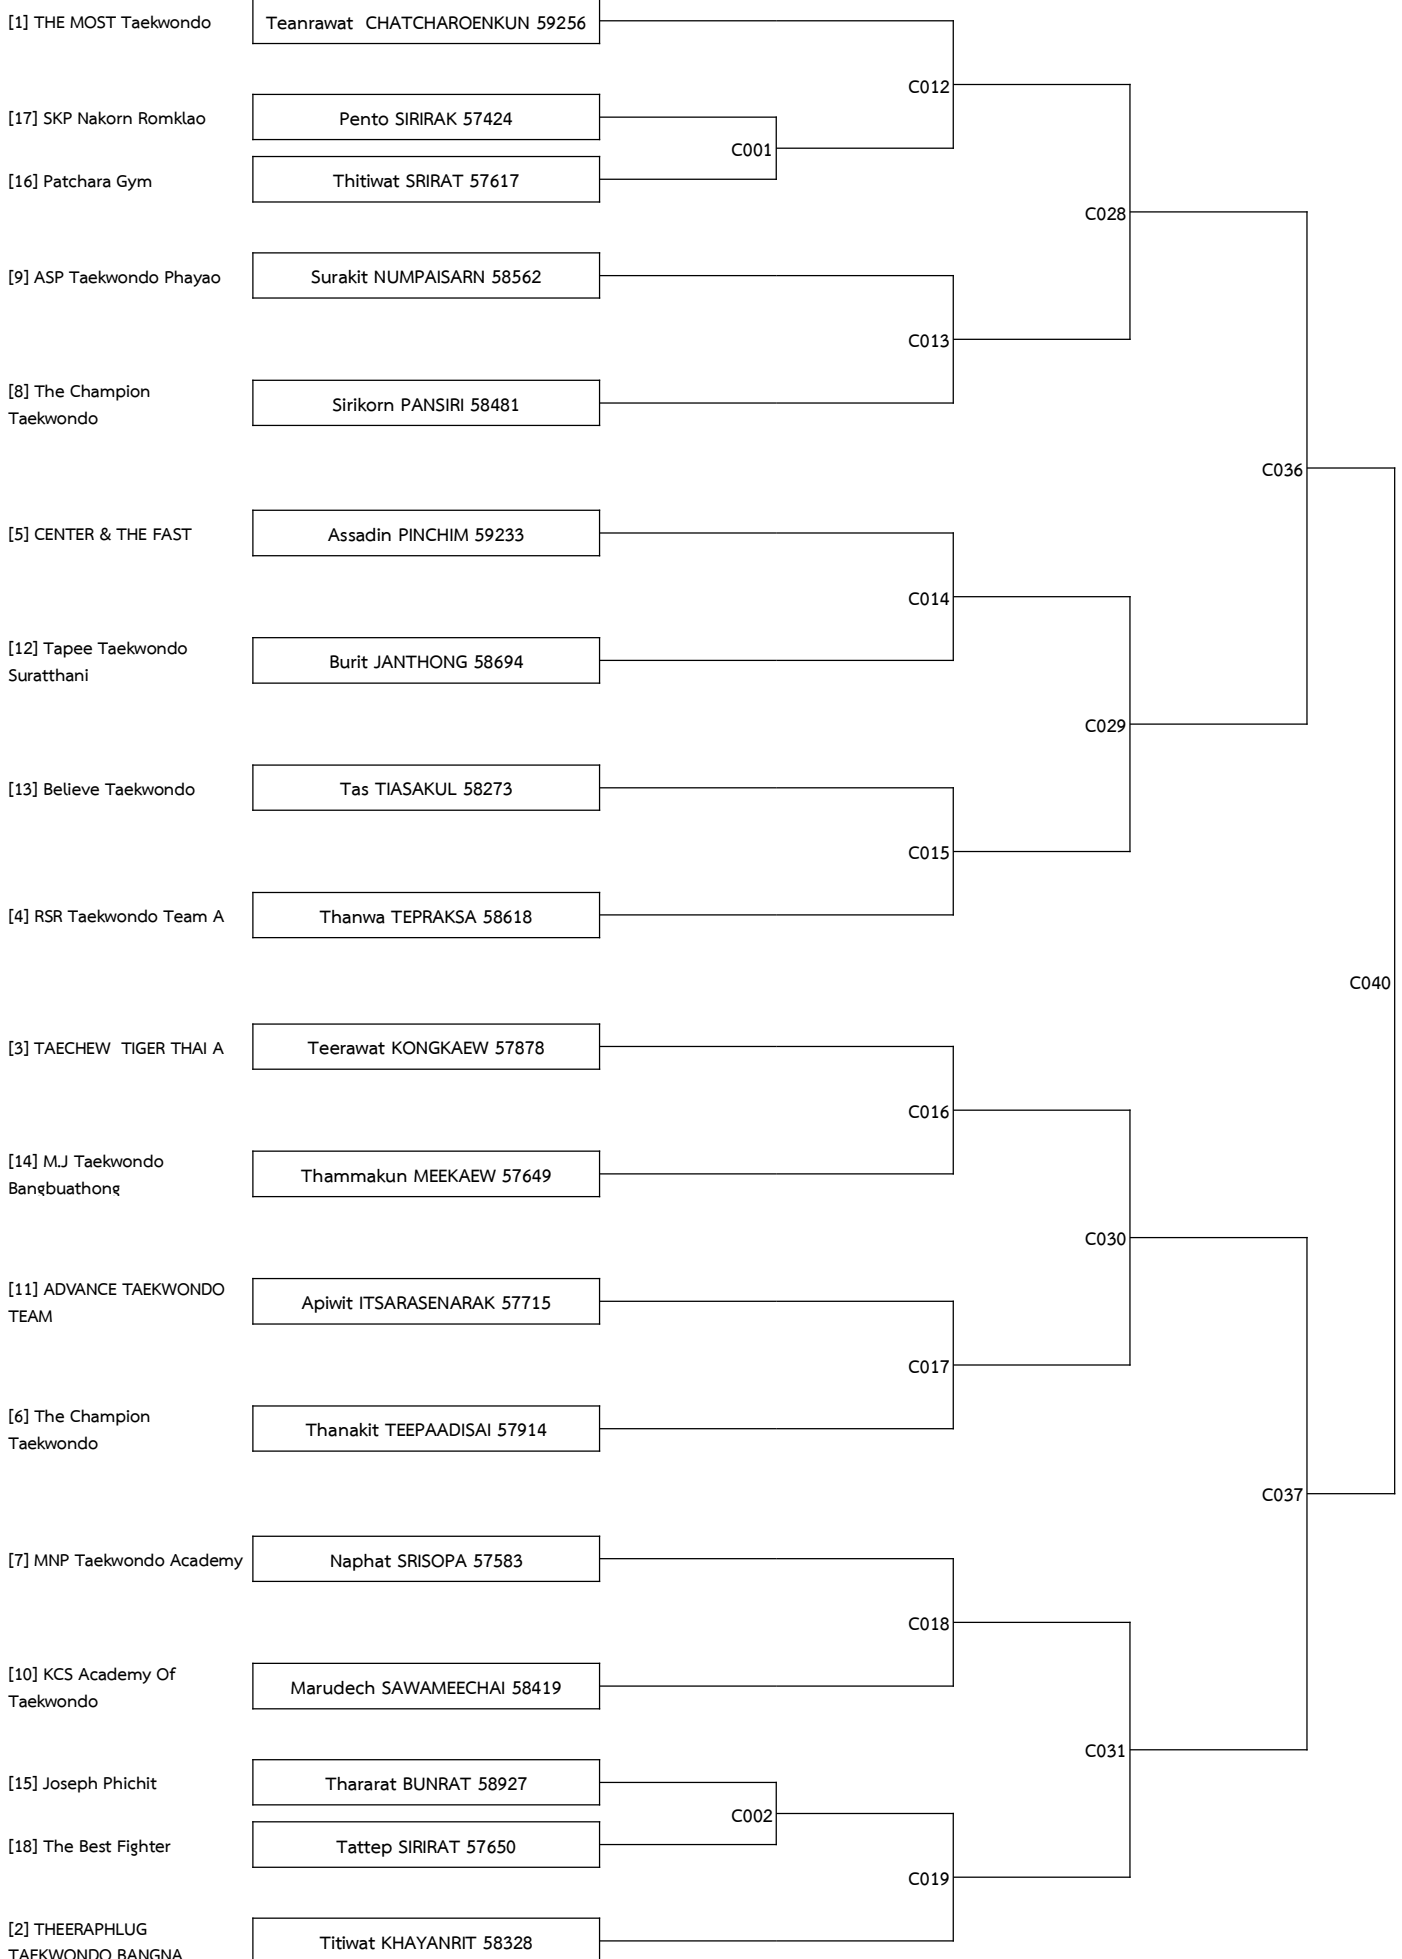 [1] THE MOST Taekwondo
Teanrawat  CHATCHAROENKUN 59256
C012
[17] SKP Nakorn Romklao
Pento SIRIRAK 57424
C001
[16] Patchara Gym
Thitiwat SRIRAT 57617
C028
[9] ASP Taekwondo Phayao
Surakit NUMPAISARN 58562
C013
[8] The Champion
Taekwondo
Sirikorn PANSIRI 58481
C036
[5] CENTER & THE FAST
Assadin PINCHIM 59233
C014
[12] Tapee Taekwondo
Suratthani
Burit JANTHONG 58694
C029
[13] Believe Taekwondo
Tas TIASAKUL 58273
C015
[4] RSR Taekwondo Team A
Thanwa TEPRAKSA 58618
C040
[3] TAECHEW  TIGER THAI A
Teerawat KONGKAEW 57878
C016
[14] M.J Taekwondo
Bangbuathong
Thammakun MEEKAEW 57649
C030
[11] ADVANCE TAEKWONDO
TEAM
Apiwit ITSARASENARAK 57715
C017
[6] The Champion
Taekwondo
Thanakit TEEPAADISAI 57914
C037
[7] MNP Taekwondo Academy
Naphat SRISOPA 57583
C018
[10] KCS Academy Of
Taekwondo
Marudech SAWAMEECHAI 58419
C031
[15] Joseph Phichit
Thararat BUNRAT 58927
C002
[18] The Best Fighter
Tattep SIRIRAT 57650
C019
[2] THEERAPHLUG
TAEKWONDO BANGNA
Titiwat KHAYANRIT 58328